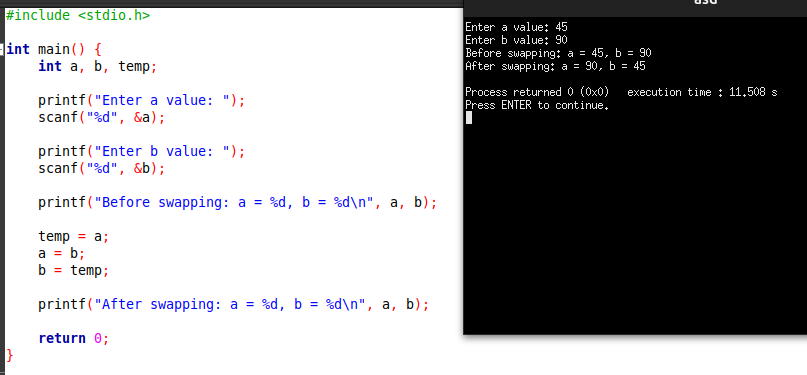 #include <stdio.h>
int main() {
int a, b, temp;
printf("Enter a value: ");
scanf("%d", &a);
printf("Enter b value: ");
scanf("%d", &b);
printf("Before swapping: a = %d, b = %d\n", a, b);
temp = a;
a = b;
b = temp;
printf("After swapping: a = %d, b = %d\n", a, b);
return 0;
}
Enter a value: 45
Enter b value: 90
Before swapping: a = 45, b = 90
After swapping: a = 90, b = 45
Process returned 0 (0x0)   execution time : 11.508 s
Press ENTER to continue.